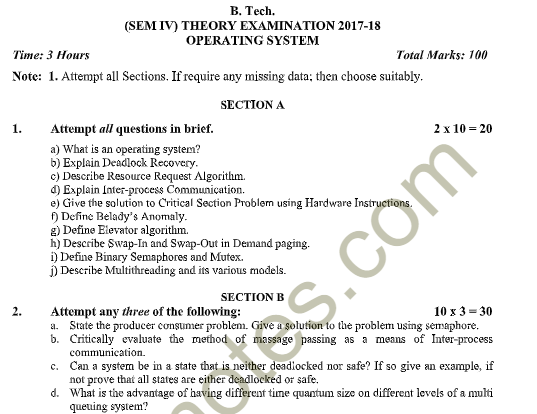 B. Tech.
(SEM IV) THEORY EXAMINATION 2017-18
OPERATING SYSTEM
Time: 3 Hours Total Marks: 100
Note: 1. Attempt all Sections. If require any missing data; then choose suitably.
SECTION A
1. Attempt all questions in brief. 2 x 10 = 20
a) What is an operating system?
b) Explain Deadlock Recovery.
c) Describe Resource Request Algorithm.
d) Explain Inter-process Communication.
e) Give the solution to Critical Section Problem using Hardware Instructions.
f) Define Belady's Anomaly.
g) Define Elevator algorithm.
h) Describe Swap-In and Swap-Out in Demand paging.
i) Define Binary Semaphores and Mutex.
j) Describe Multithreading and its various models.
SECTION B
2. Attempt any three of the following: 10 x 3 = 30
a. State the producer consumer problem. Give a solution to the problem using semaphore.
b. Critically evaluate the method of massage passing as a means of Inter-process
communication.
c. Can a system be in a state that is neither deadlocked nor safe? If so give an example, if
not prove that all states are either deadlocked or safe.
d. What is the advantage of having different time quantum size on different levels of a multi
queuing system?
notes.com